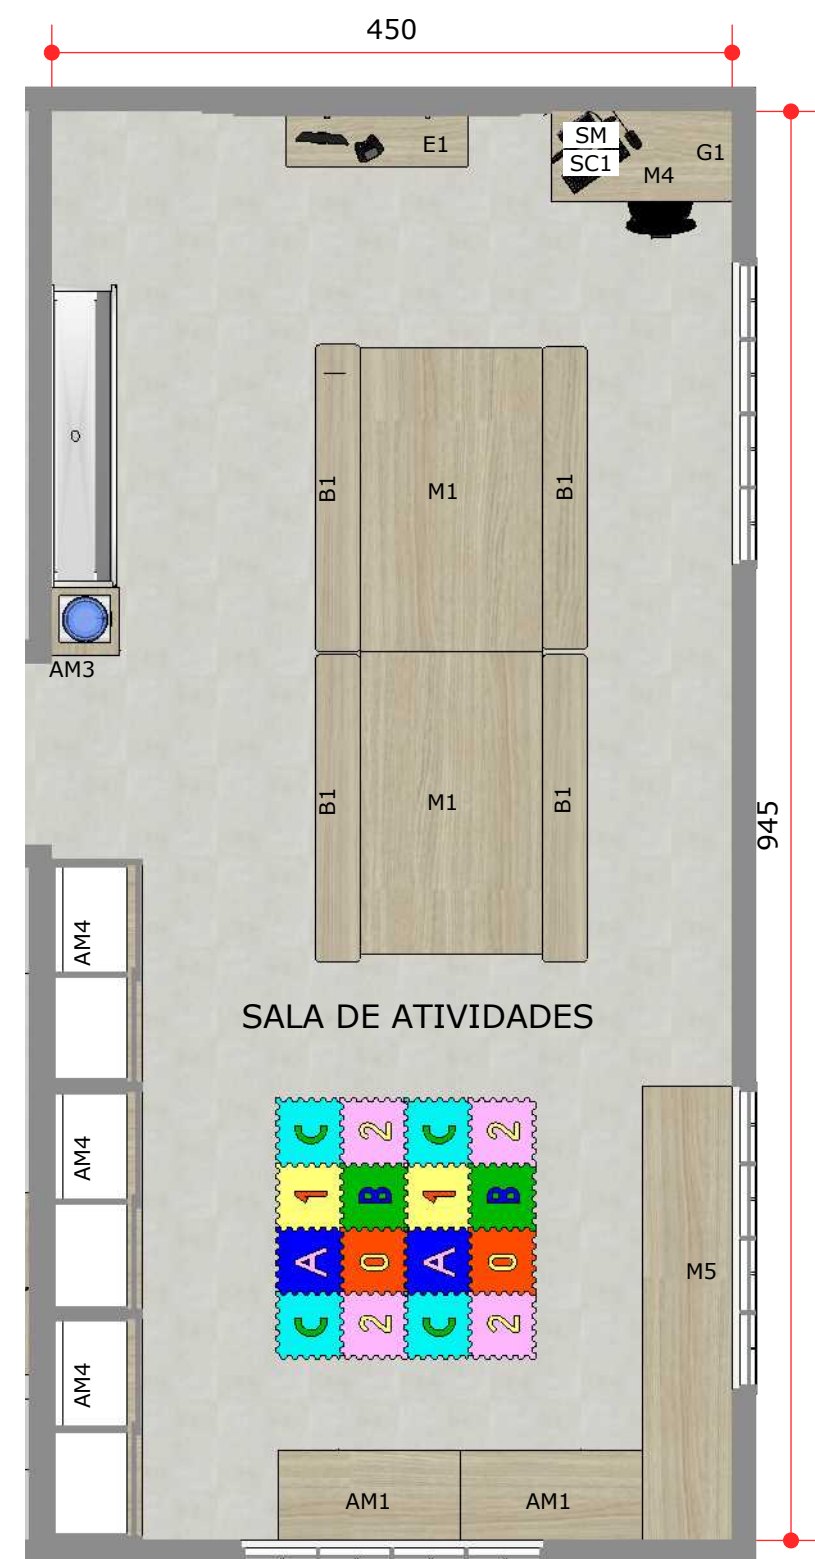 450
E1
SM
SC1
G1
M4
B1
M1
B1
AM3
B1
M1
B1
945
AM4
SALA DE ATIVIDADES
C 2 C 2
1 B 1 B
A 0 A 0
C 2 C 2
AM4
M5
AM4
AM1
AM1